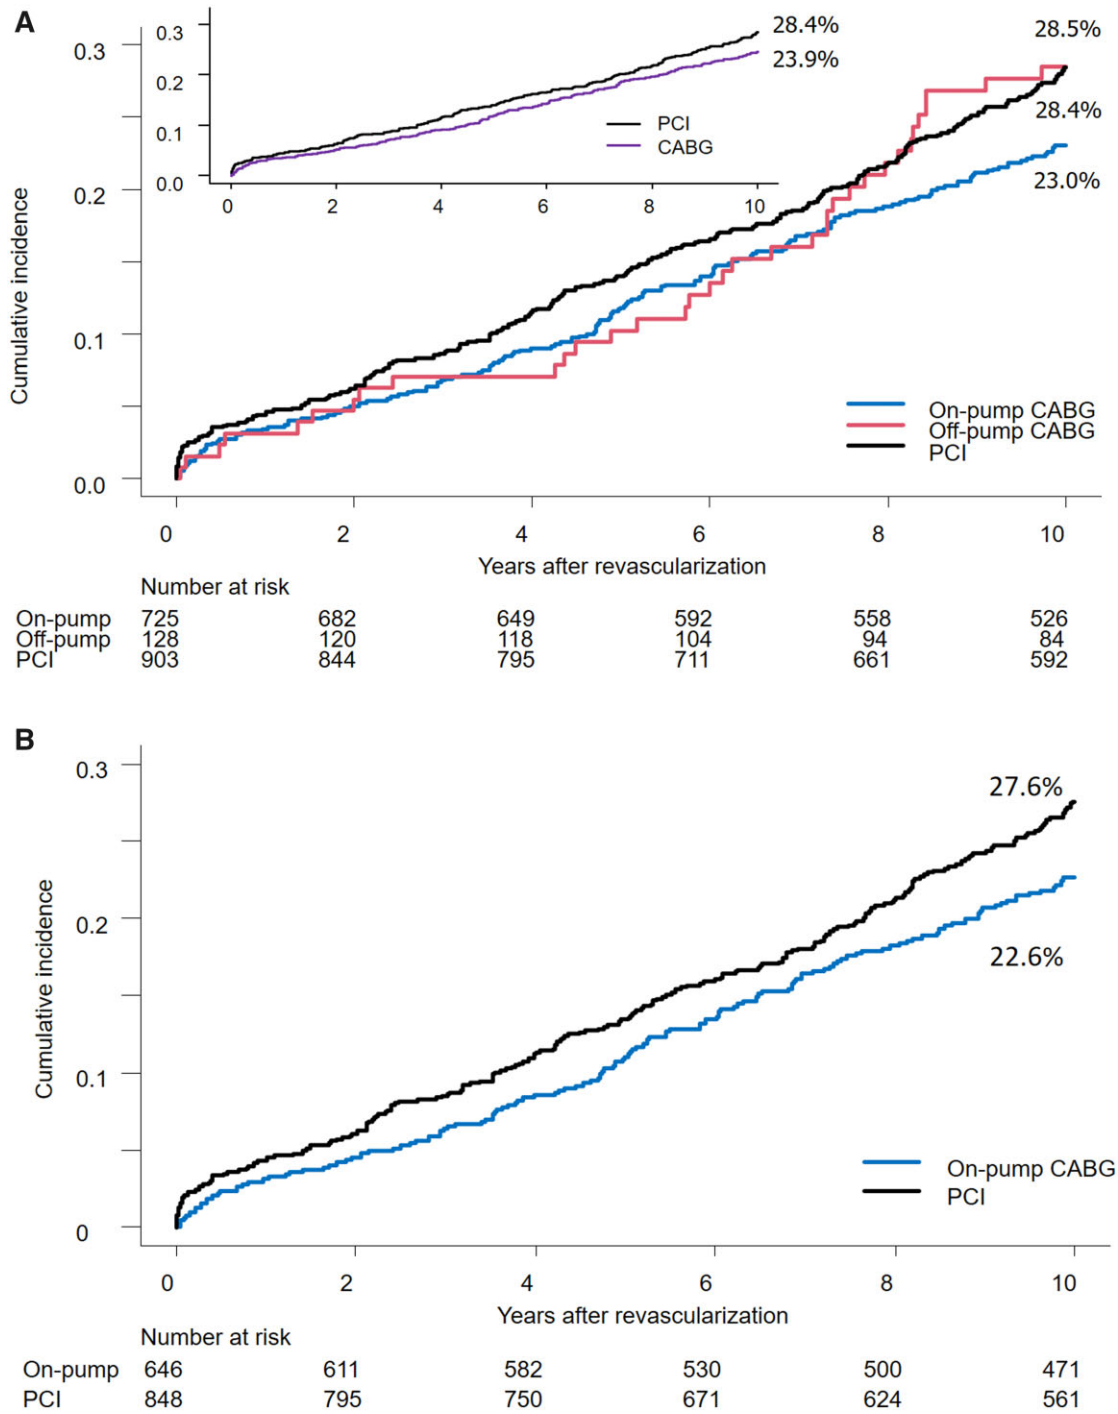 A
0.3
0.2
0.1
0.0
Cumulative incidence
0.3
0.2
0.1
0.0
0 2 4 6 8 10
28.4%
23.9%
PCI
CABG
28.5%
28.4%
23.0%
On-pump CABG
Off-pump CABG
PCI
0 2 4 6 8 10
Years after revascularization
Number at risk
On-pump 725 682 649 592 558 526
Off-pump 128 120 118 104 94 84
PCI 903 844 795 711 661 592
B
0.3
0.2
0.1
0
Cumulative incidence
27.6%
22.6%
On-pump CABG
PCI
0 2 4 6 8 10
Years after revascularization
Number at risk
On-pump 646 611 582 530 500 471
PCI 848 795 750 671 624 561